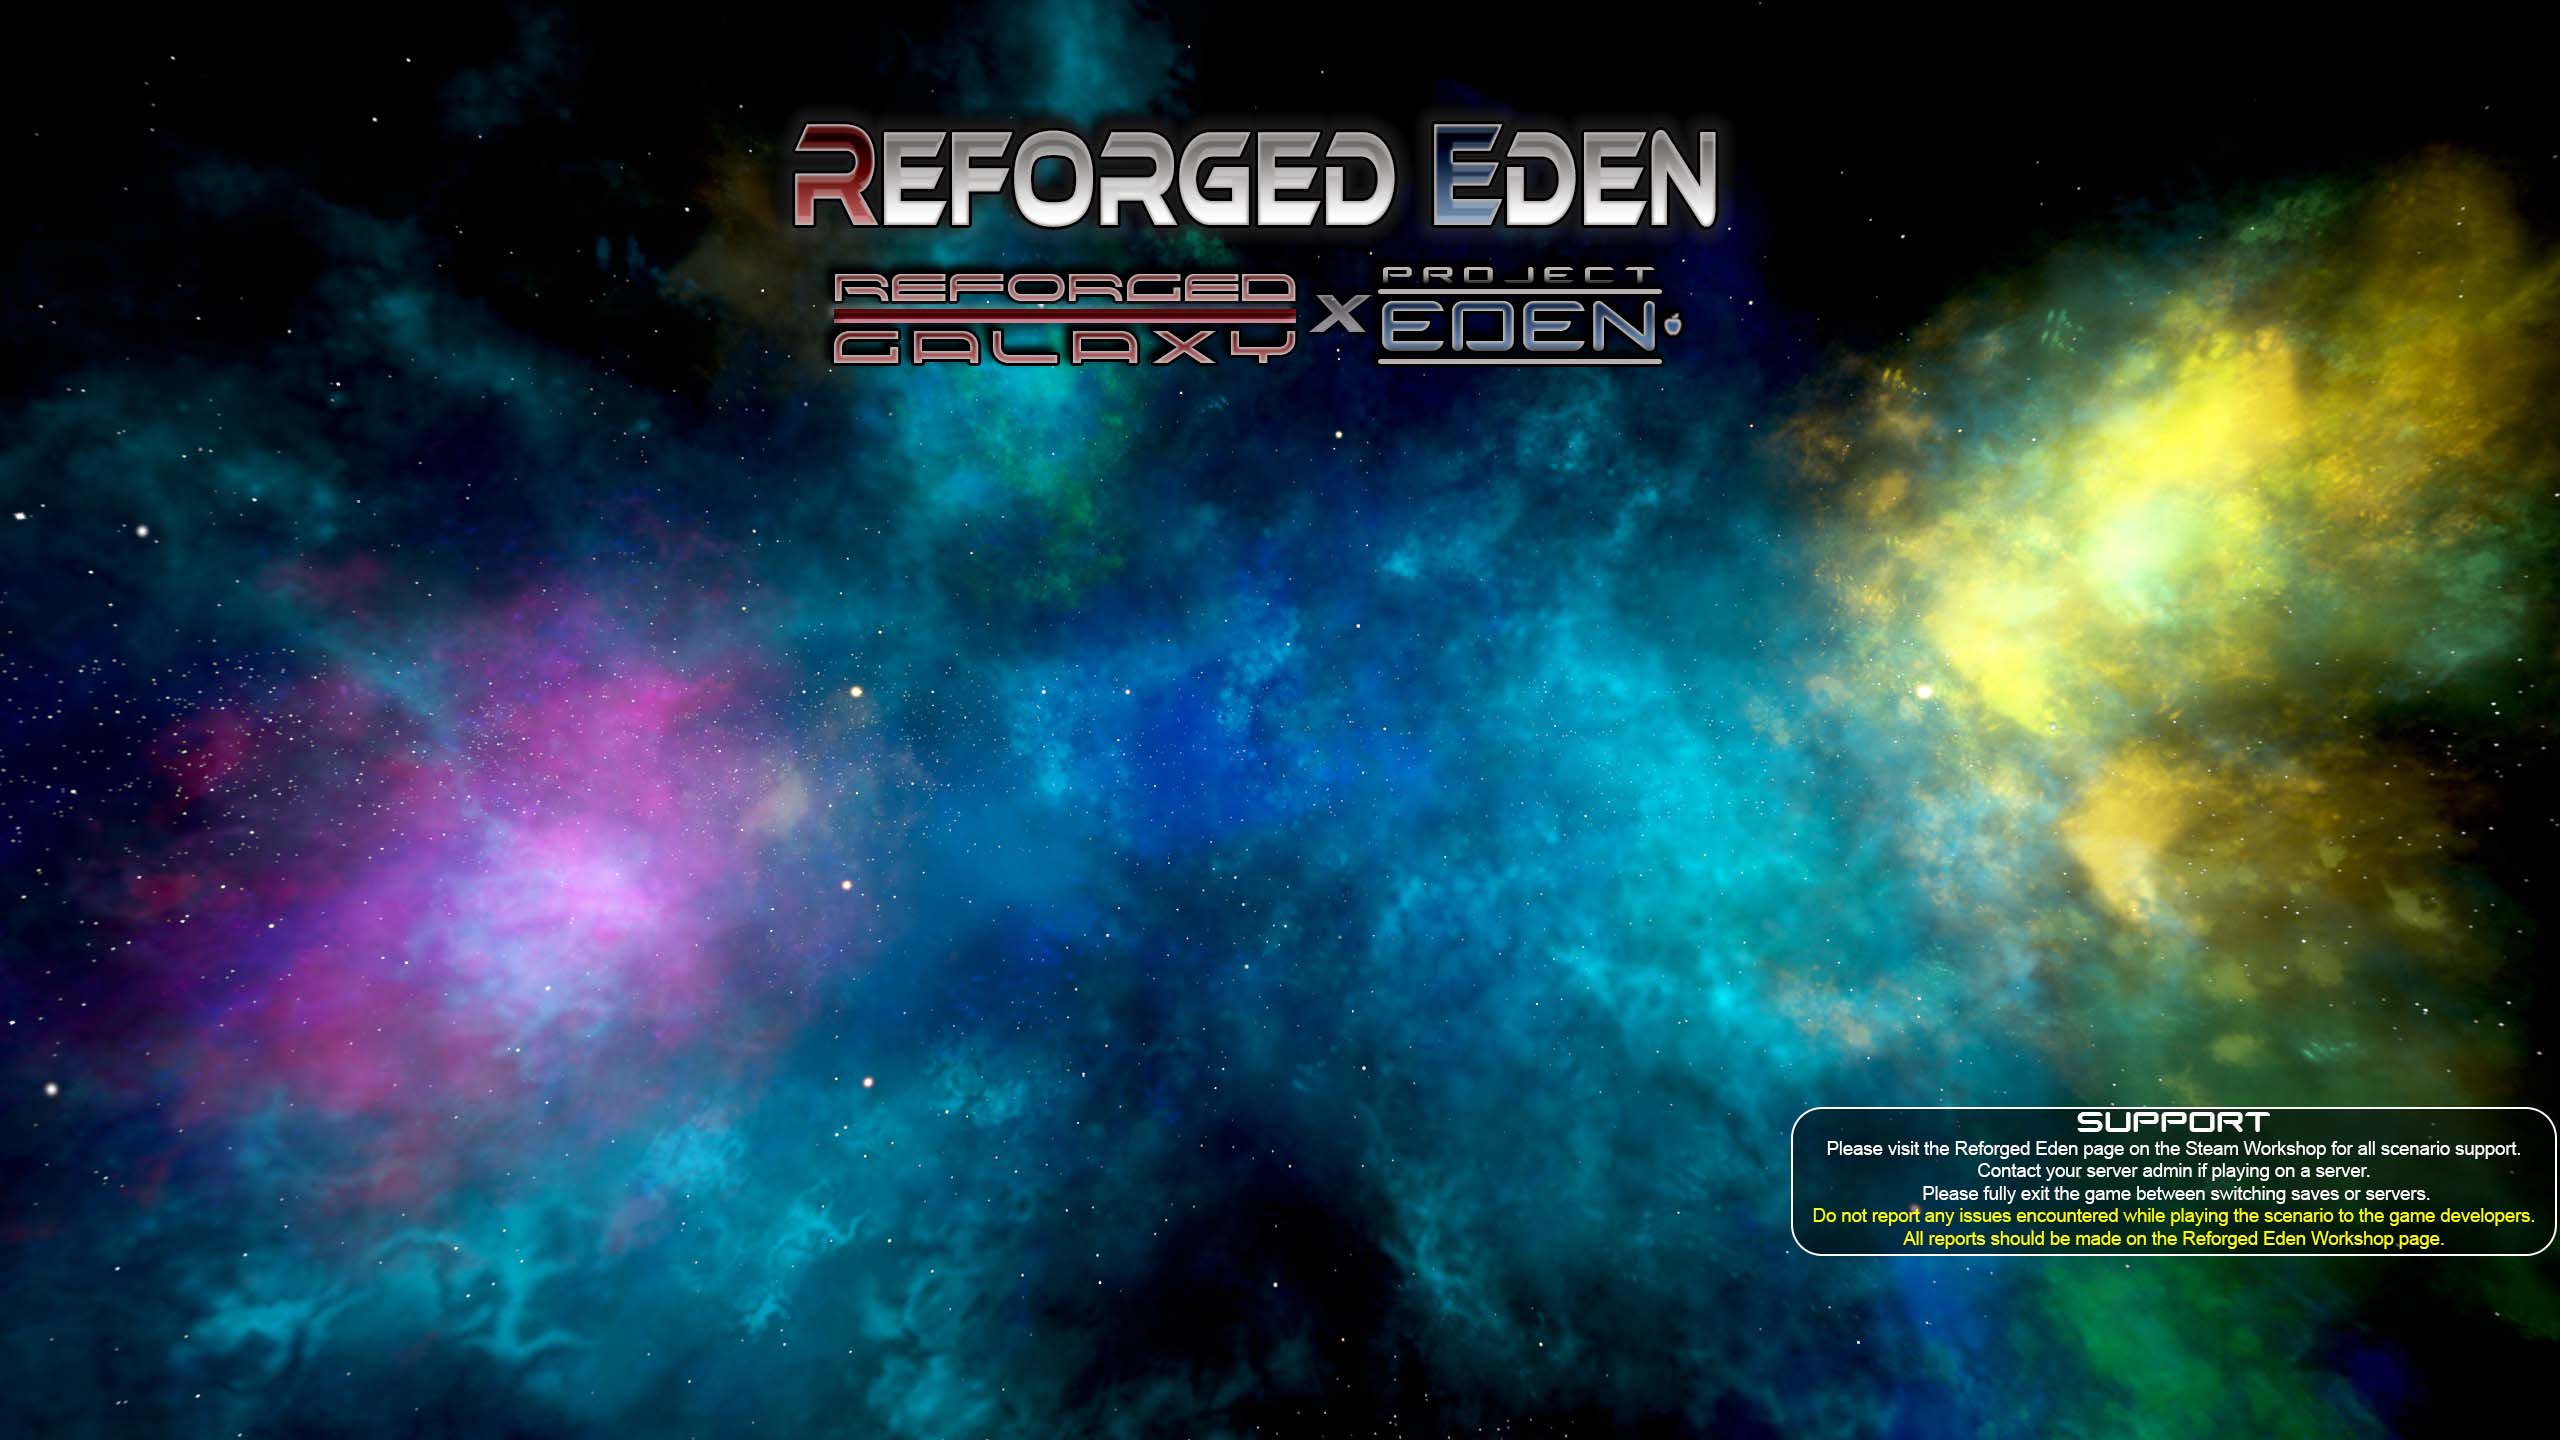 REFORGED EDEN
REFORGED
GALAXY
X
PROJECT
EDEN
SUPPORT
Please visit the Reforged Eden page on the Steam Workshop for all scenario support.
Contact your server admin if playing on a server.
Please fully exit the game between switching saves or servers.
Do not report any issues encountered while playing the scenario to the game developers.
All reports should be made on the Reforged Eden Workshop page.